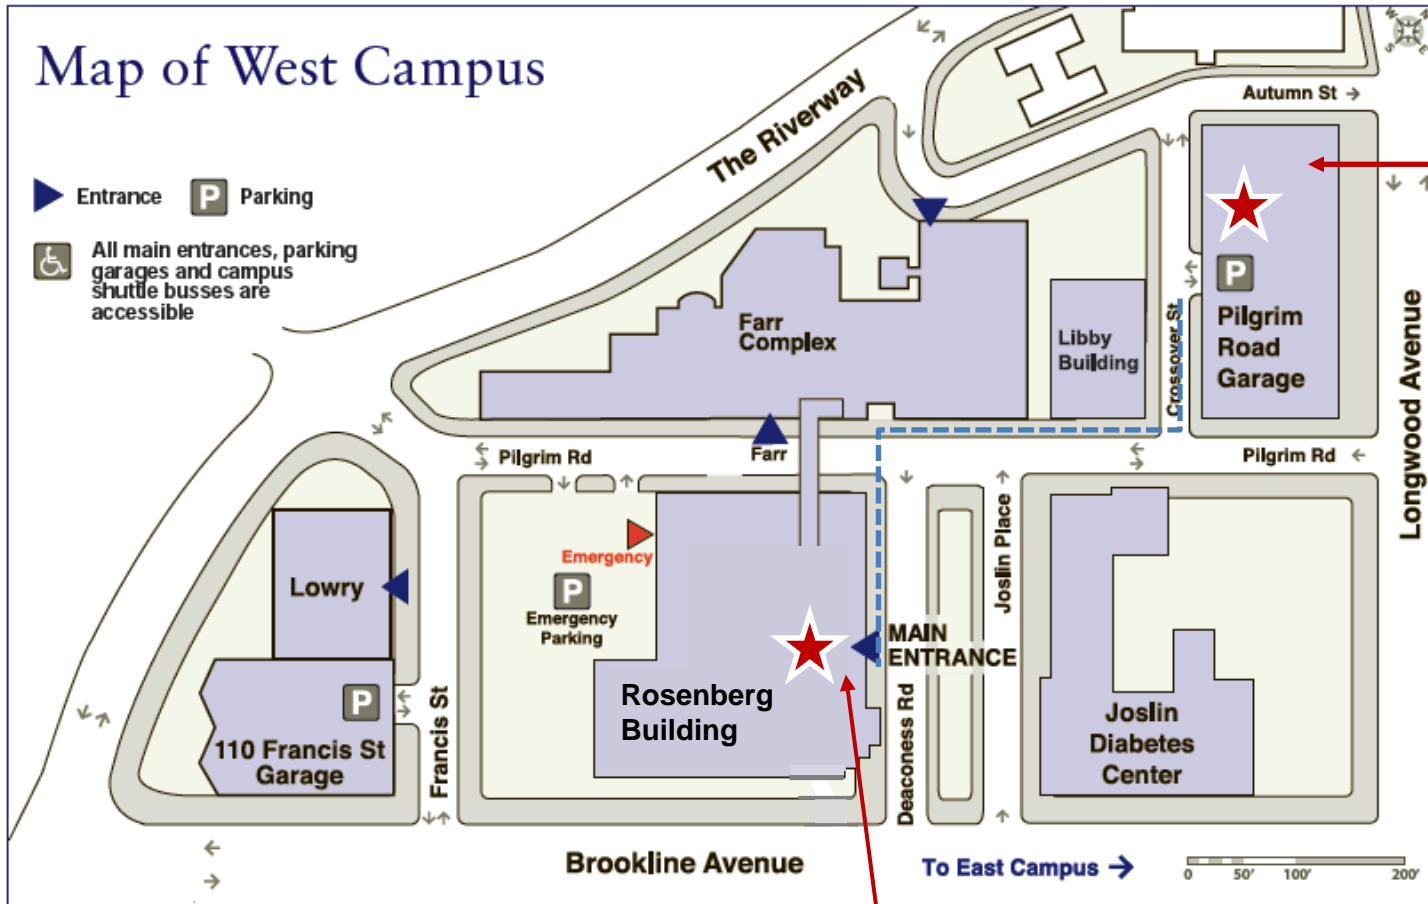 Map of West Campus
Entrance
P
Parking
All main entrances, parking
garages and campus
shuttle busses are
accessible
The Riverway
W
N
S
E
Autumn St
Crossover St
P
Pilgrim
Road
Garage
Longwood Avenue
Farr
Complex
Libby
Building
Farr
Pilgrim Rd
Pilgrim Rd
Lowry
P
110 Francis St
Garage
Francis St
Emergency
P
Emergency
Parking
Rosenberg
Building
MAIN
ENTRANCE
Deaconess Rd
Joslin Place
Joslin
Diabetes
Center
Brookline Avenue
To East Campus
0
50'
100'
200'